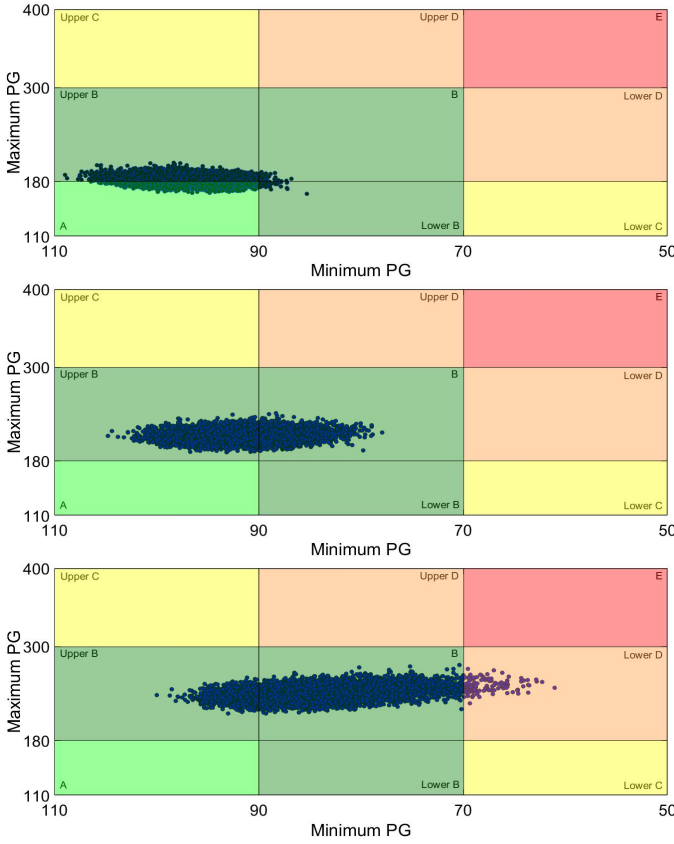 400
Upper C
Upper D
E
300
Upper B
B
Lower D
Maximum PG
180
A
Lower B
Lower C
110
110
90
70
50
Minimum PG
400
Upper C
Upper D
E
300
Upper B
B
Lower D
Maximum PG
180
A
Lower B
Lower C
110
110
90
70
50
Minimum PG
400
Upper C
Upper D
E
300
Upper B
B
Lower D
Maximum PG
180
A
Lower B
Lower C
110
110
90
70
50
Minimum PG